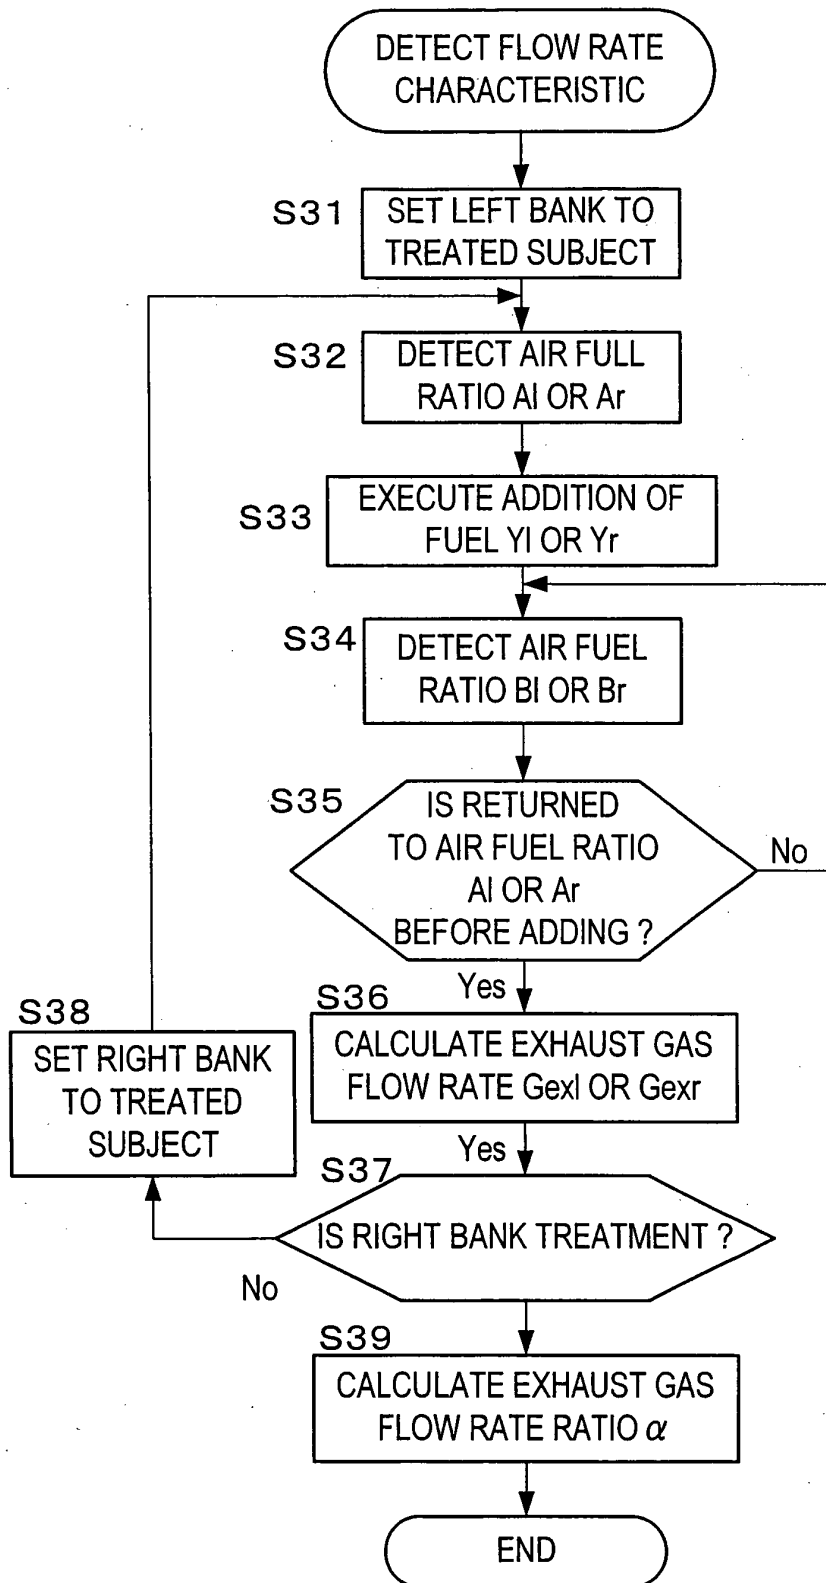 DETECT FLOW RATE
CHARACTERISTIC
S31
SET LEFT BANK TO
TREATED SUBJECT
S32
DETECT AIR FULL
RATIO Al OR Ar
S33
EXECUTE ADDITION OF
FUEL Yl OR Yr
S34
DETECT AIR FUEL
RATIO Bl OR Br
S35
IS RETURNED
TO AIR FUEL RATIO
Al OR Ar
BEFORE ADDING ?
No
Yes
S36
CALCULATE EXHAUST GAS
FLOW RATE Gexl OR Gexr
S38
SET RIGHT BANK
TO TREATED
SUBJECT
Yes
S37
IS RIGHT BANK TREATMENT ?
No
S39
CALCULATE EXHAUST GAS
FLOW RATE RATIO α
END